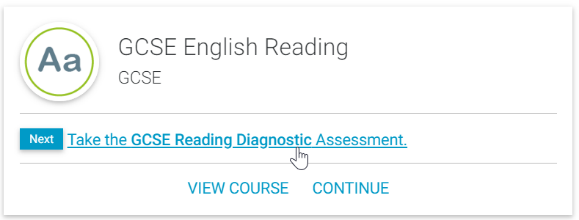 Aa
GCSE English Reading
GCSE
Next Take the GCSE Reading Diagnostic Assessment.
VIEW COURSE CONTINUE